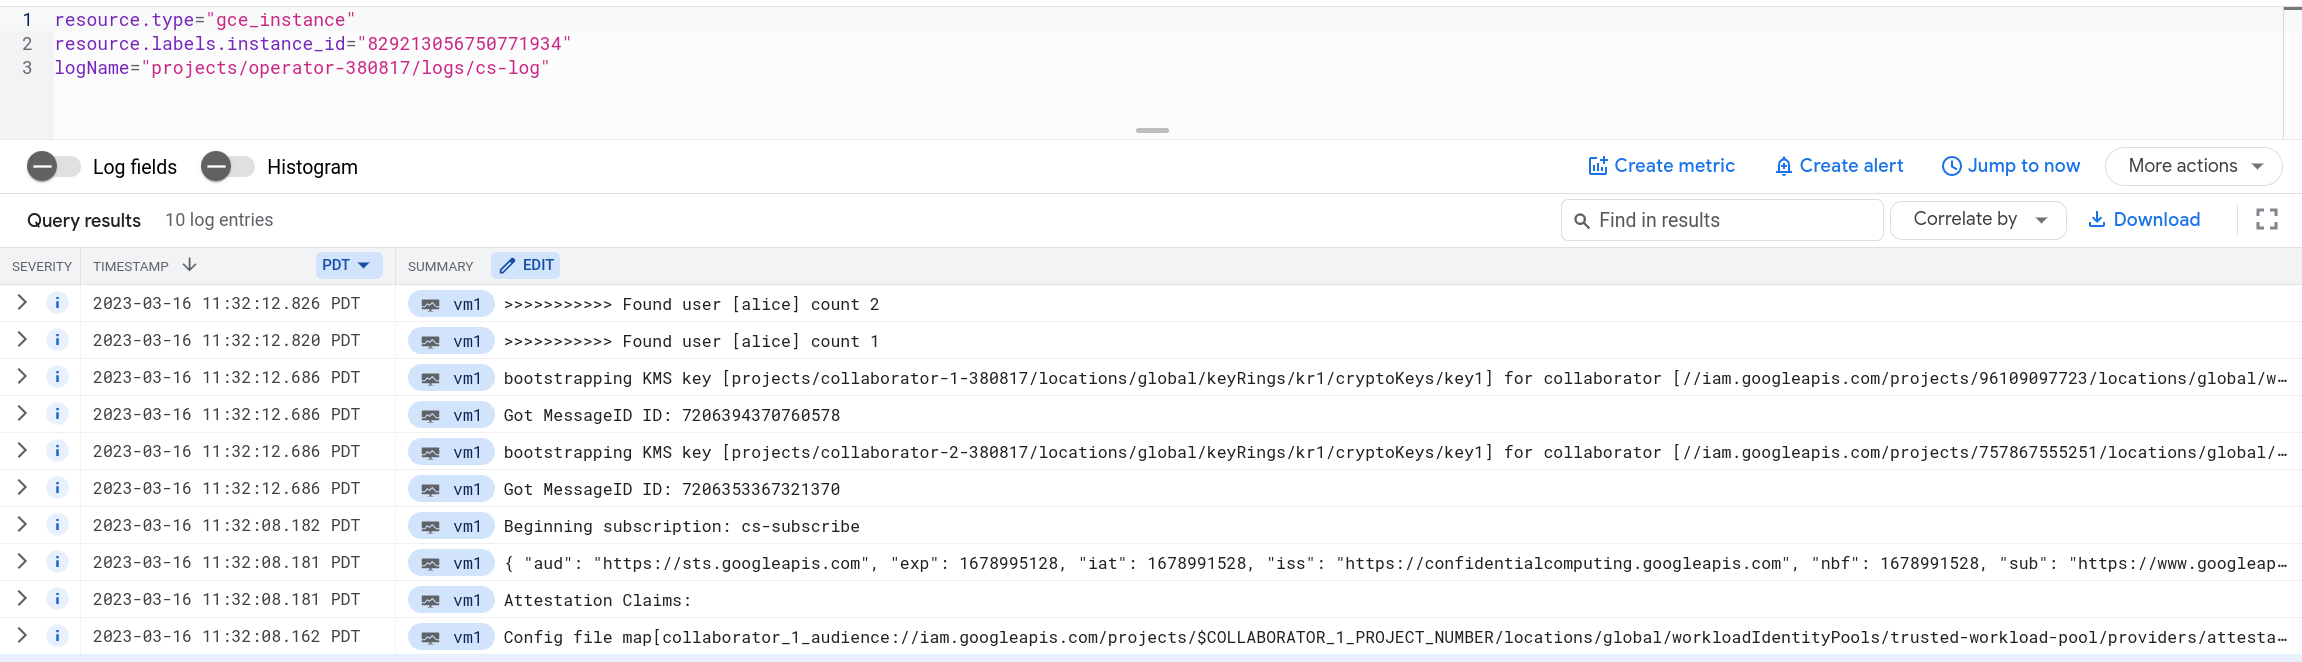 1 resource.type="gce_instance"
2 resource.labels.instance_id="829213056750771934"
3 logName="projects/operator-380817/logs/cs-log"
Log fields Histogram Create metric Create alert Jump to now More actions
Query results 10 log entries Find in results Correlate by Download
SEVERITY TIMESTAMP PDT SUMMARY EDIT
2023-03-16 11:32:12.826 PDT vm1 >>>>>>>>>>> Found user [alice] count 2
2023-03-16 11:32:12.820 PDT vm1 >>>>>>>>>>> Found user [alice] count 1
2023-03-16 11:32:12.686 PDT vm1 bootstrapping KMS key [projects/collaborator-1-380817/locations/global/keyRings/kr1/cryptoKeys/key1] for collaborator [//iam.googleapis.com/projects/96109097723/locations/global/w…
2023-03-16 11:32:12.686 PDT vm1 Got MessageID ID: 7206394370760578
2023-03-16 11:32:12.686 PDT vm1 bootstrapping KMS key [projects/collaborator-2-380817/locations/global/keyRings/kr1/cryptoKeys/key1] for collaborator [//iam.googleapis.com/projects/757867555251/locations/global/…
2023-03-16 11:32:12.686 PDT vm1 Got MessageID ID: 7206353367321370
2023-03-16 11:32:08.182 PDT vm1 Beginning subscription: cs-subscribe
2023-03-16 11:32:08.181 PDT vm1 { "aud": "https://sts.googleapis.com", "exp": 1678995128, "iat": 1678991528, "iss": "https://confidentialcomputing.googleapis.com", "nbf": 1678991528, "sub": "https://www.googleap…
2023-03-16 11:32:08.181 PDT vm1 Attestation Claims:
2023-03-16 11:32:08.162 PDT vm1 Config file map[collaborator_1_audience://iam.googleapis.com/projects/$COLLABORATOR_1_PROJECT_NUMBER/locations/global/workloadIdentityPools/trusted-workload-pool/providers/attesta…